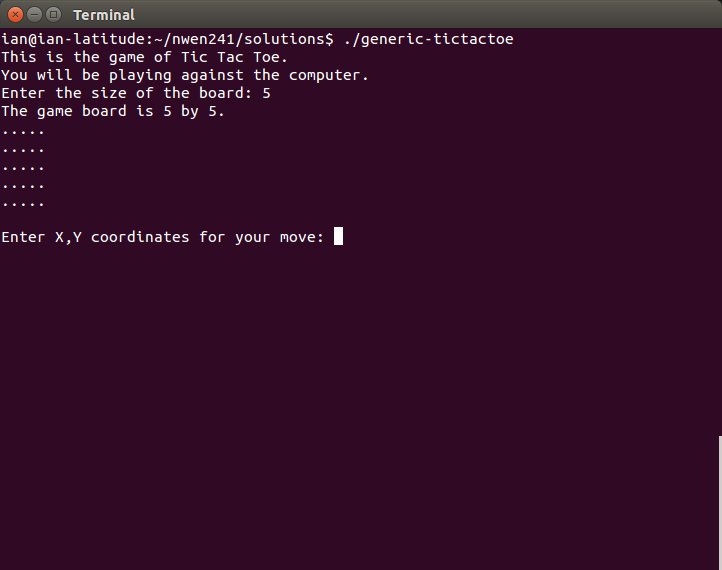 Terminal
ian@ian-latitude:~/nwen241/solutions$ ./generic-tictactoe
This is the game of Tic Tac Toe.
You will be playing against the computer.
Enter the size of the board: 5
The game board is 5 by 5.
.....
.....
.....
.....
.....
Enter X,Y coordinates for your move: